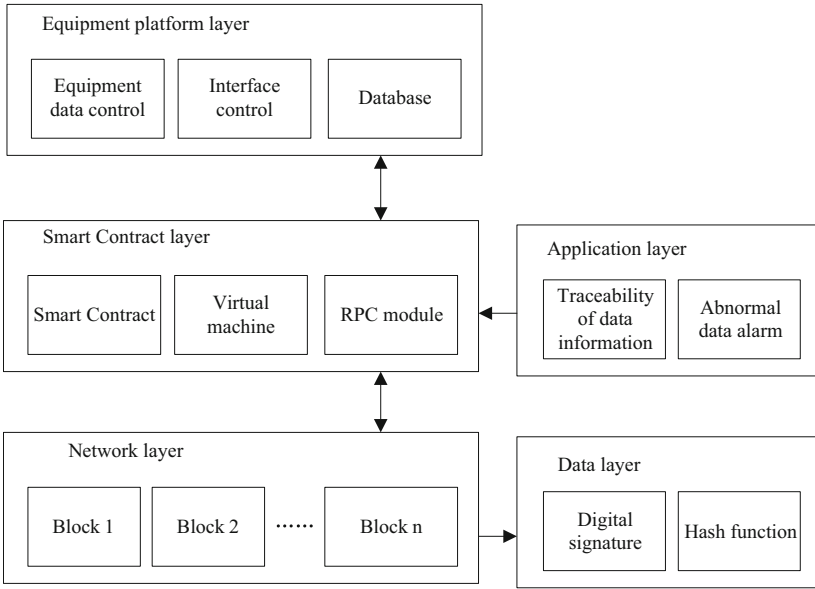 Equipment platform layer
Equipment
data control
Interface
control
Database
Smart Contract layer
Smart Contract
Virtual
machine
RPC module
Application layer
Traceability
of data
information
Abnormal
data alarm
Network layer
Block 1
Block 2
······
Block n
Data layer
Digital
signature
Hash function